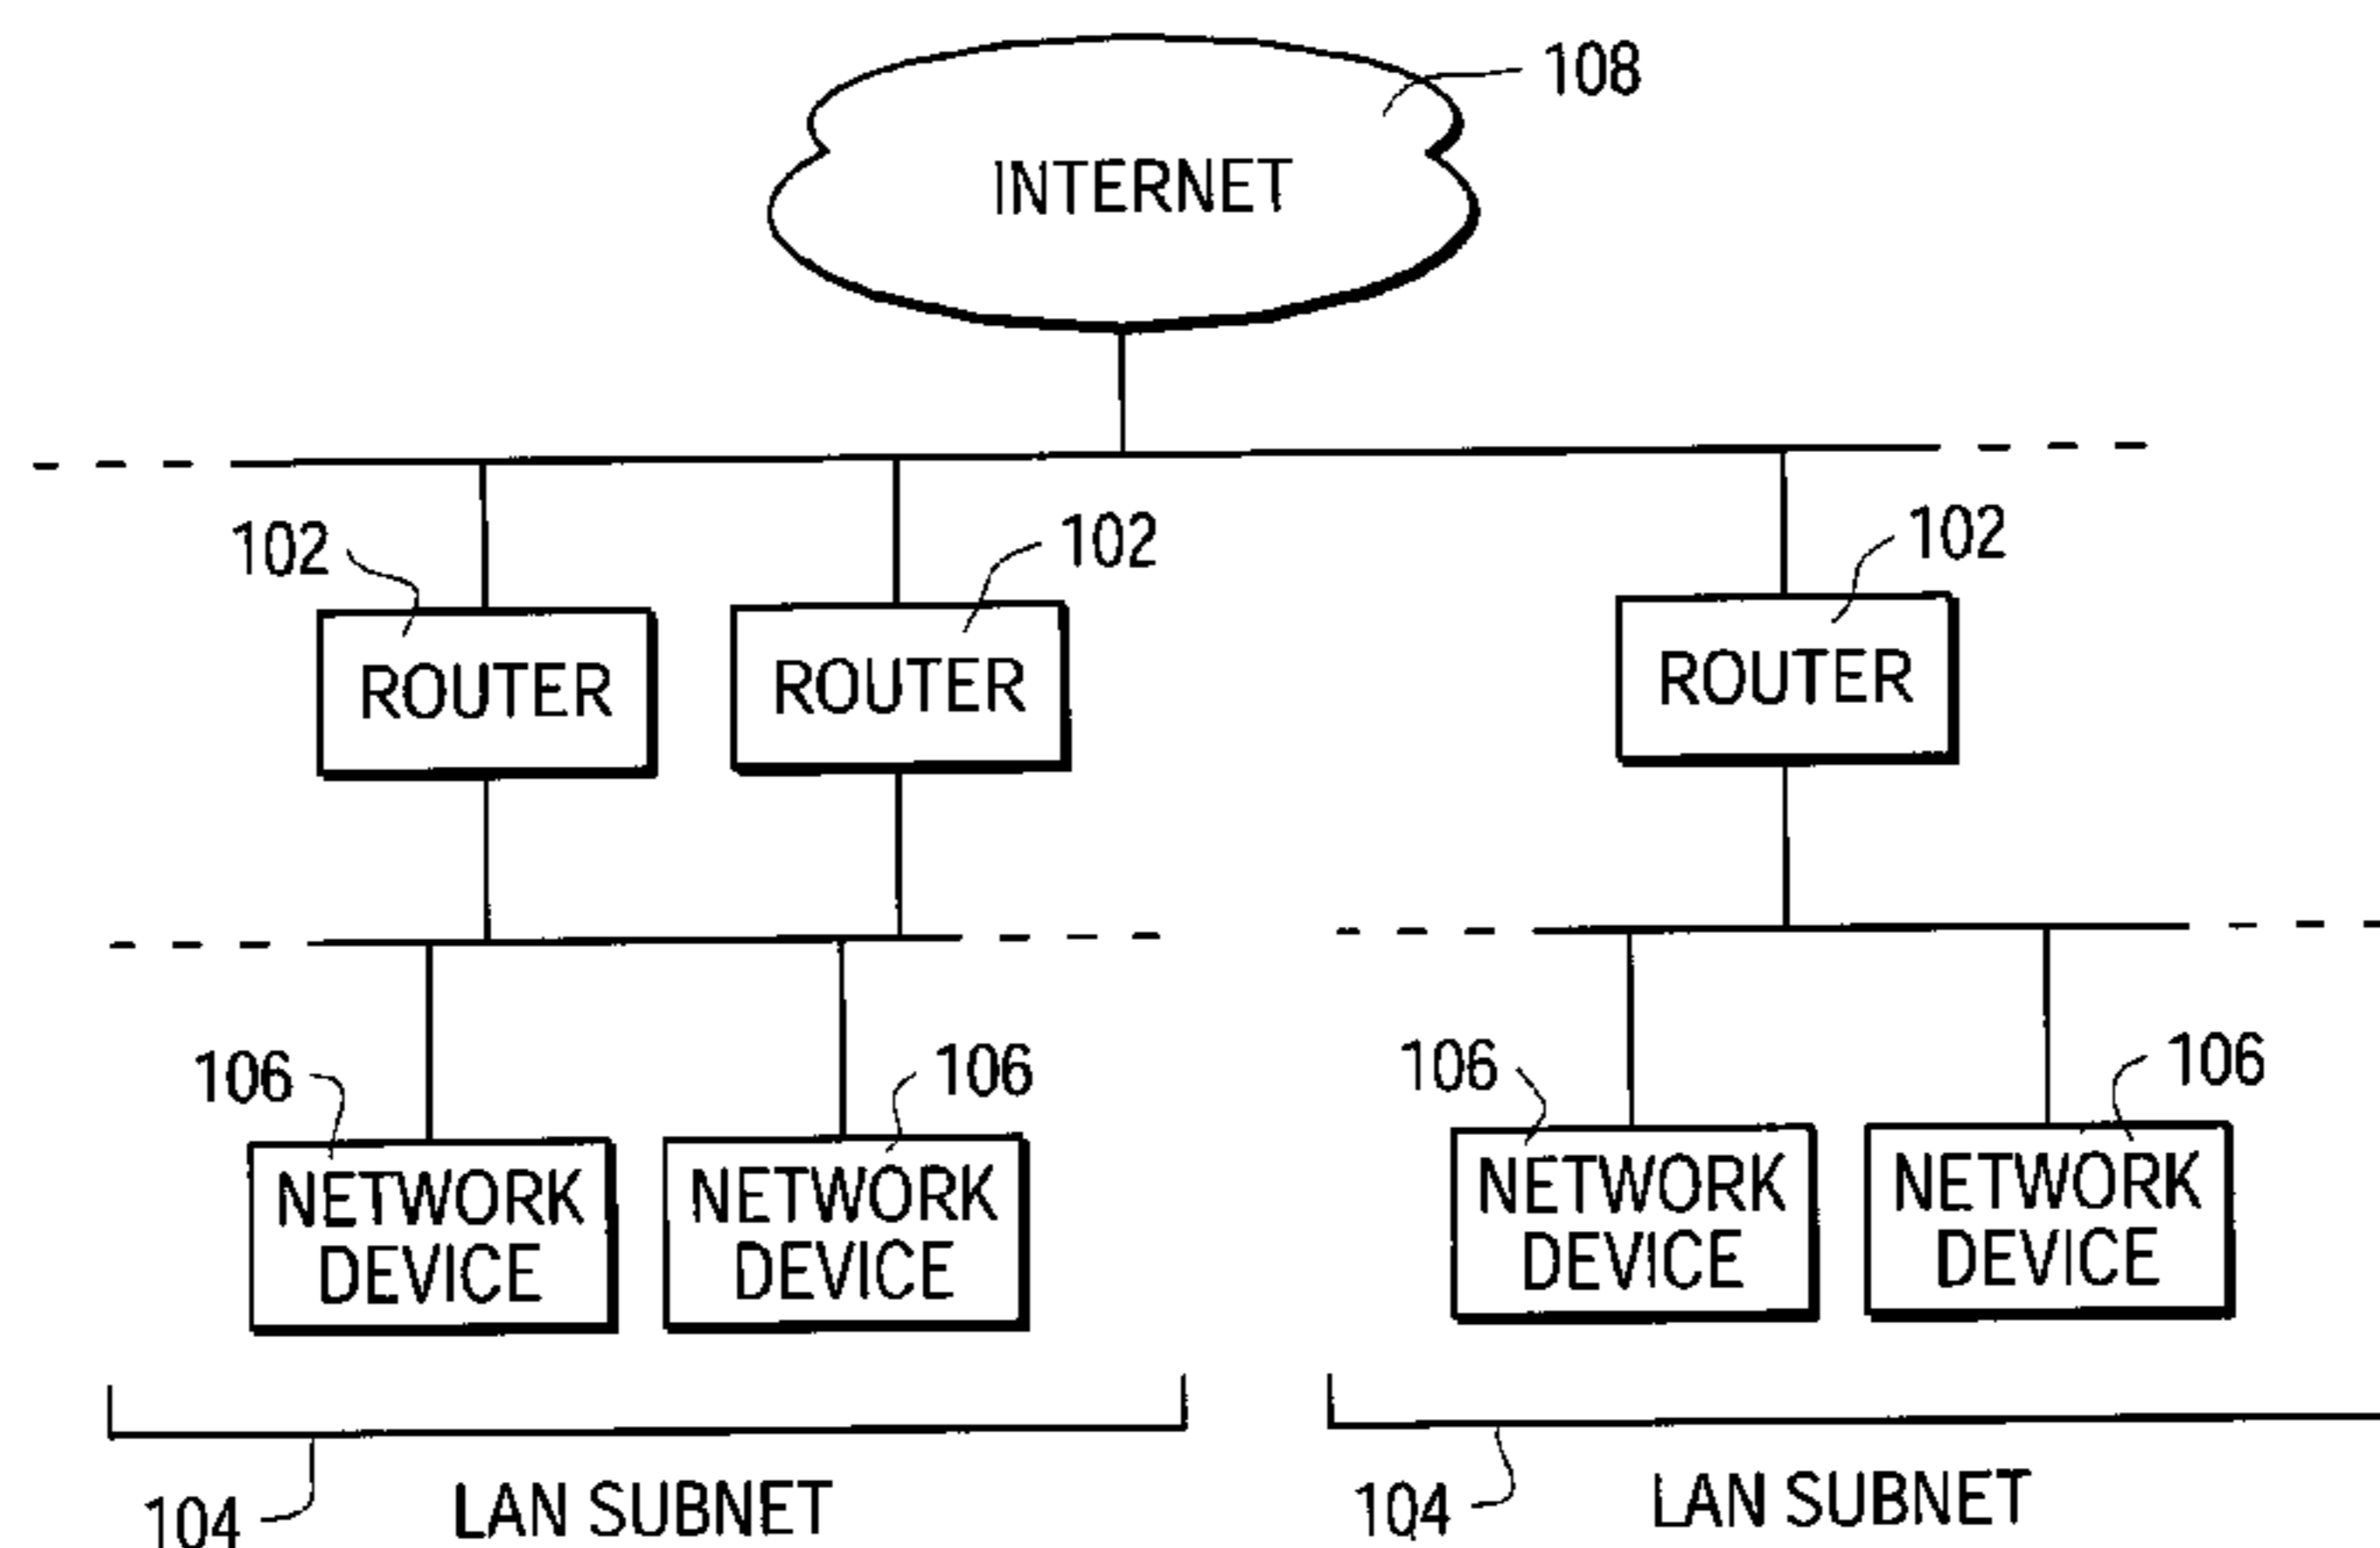 108
INTERNET
102
102
102
ROUTER
ROUTER
ROUTER
106
106
106
106
NETWORK
DEVICE
NETWORK
DEVICE
NETWORK
DEVICE
NETWORK
DEVICE
104
LAN SUBNET
104
LAN SUBNET